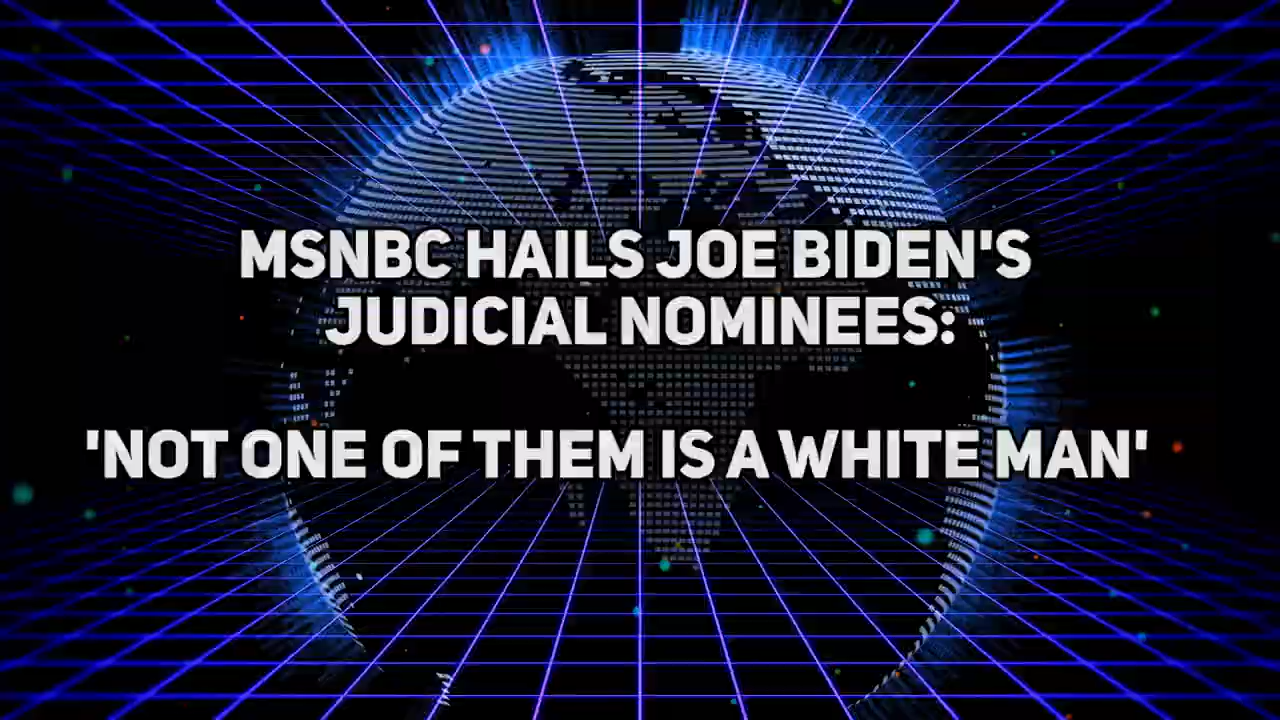 MSNBC HAILS JOE BIDEN'S
JUDICIAL NOMINEES:
'NOT ONE OF THEM IS A WHITE MAN'